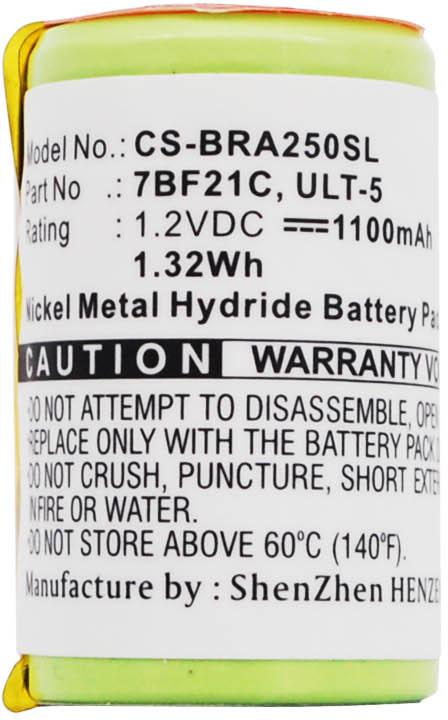 Model No.: CS-BRA250SL
Part No .: 7BF21C, ULT-5
Rating : 1.2VDC ⎓1100mAh
1.32Wh
Nickel Metal Hydride Battery
CAUTION WARRANTY
DO NOT ATTEMPT TO DISASSEMBLE,
REPLACE ONLY WITH THE BATTERY PACK
DO NOT CRUSH, PUNCTURE, SHORT
IN FIRE OR WATER.
DO NOT STORE ABOVE 60°C (140°F).
Manufacture by : ShenZhen